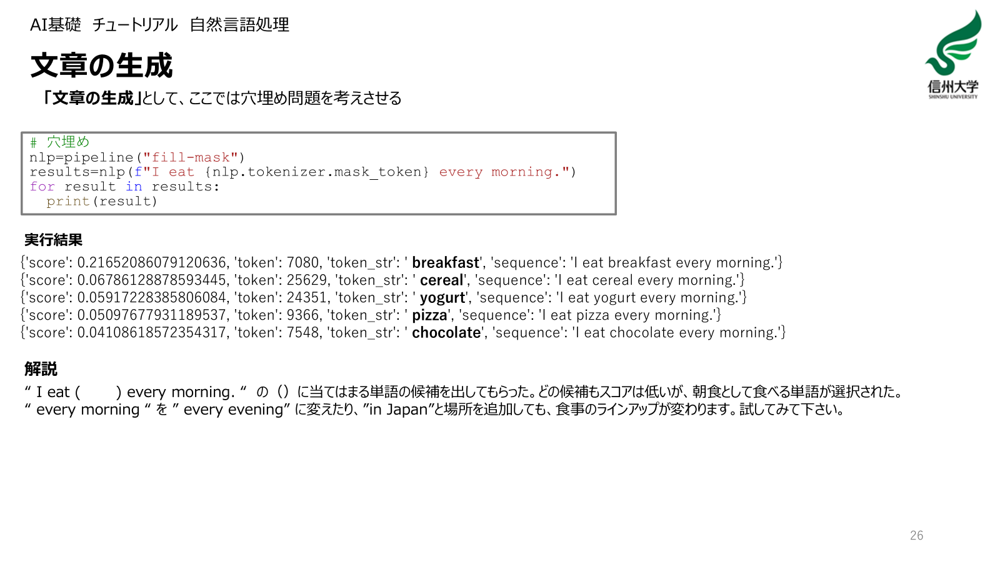 AI基礎　チュートリアル　自然言語処理
文章の生成
「文章の生成」として、ここでは穴埋め問題を考えさせる
信州大学
SHINSHU UNIVERSITY
# 穴埋め
nlp=pipeline("fill-mask")
results=nlp(f"I eat {nlp.tokenizer.mask_token} every morning.")
for result in results:
  print(result)
実行結果
{'score': 0.21652086079120636, 'token': 7080, 'token_str': ' breakfast', 'sequence': 'I eat breakfast every morning.'}
{'score': 0.06786128878593445, 'token': 25629, 'token_str': ' cereal', 'sequence': 'I eat cereal every morning.'}
{'score': 0.05917228385806084, 'token': 24351, 'token_str': ' yogurt', 'sequence': 'I eat yogurt every morning.'}
{'score': 0.05097677931189537, 'token': 9366, 'token_str': ' pizza', 'sequence': 'I eat pizza every morning.'}
{'score': 0.04108618572354317, 'token': 7548, 'token_str': ' chocolate', 'sequence': 'I eat chocolate every morning.'}
解説
“ I eat (　　) every morning. “ の（）に当てはまる単語の候補を出してもらった。どの候補もスコアは低いが、朝食として食べる単語が選択された。
“ every morning “ を ” every evening” に変えたり、”in Japan”と場所を追加しても、食事のラインアップが変わります。試してみて下さい。
26